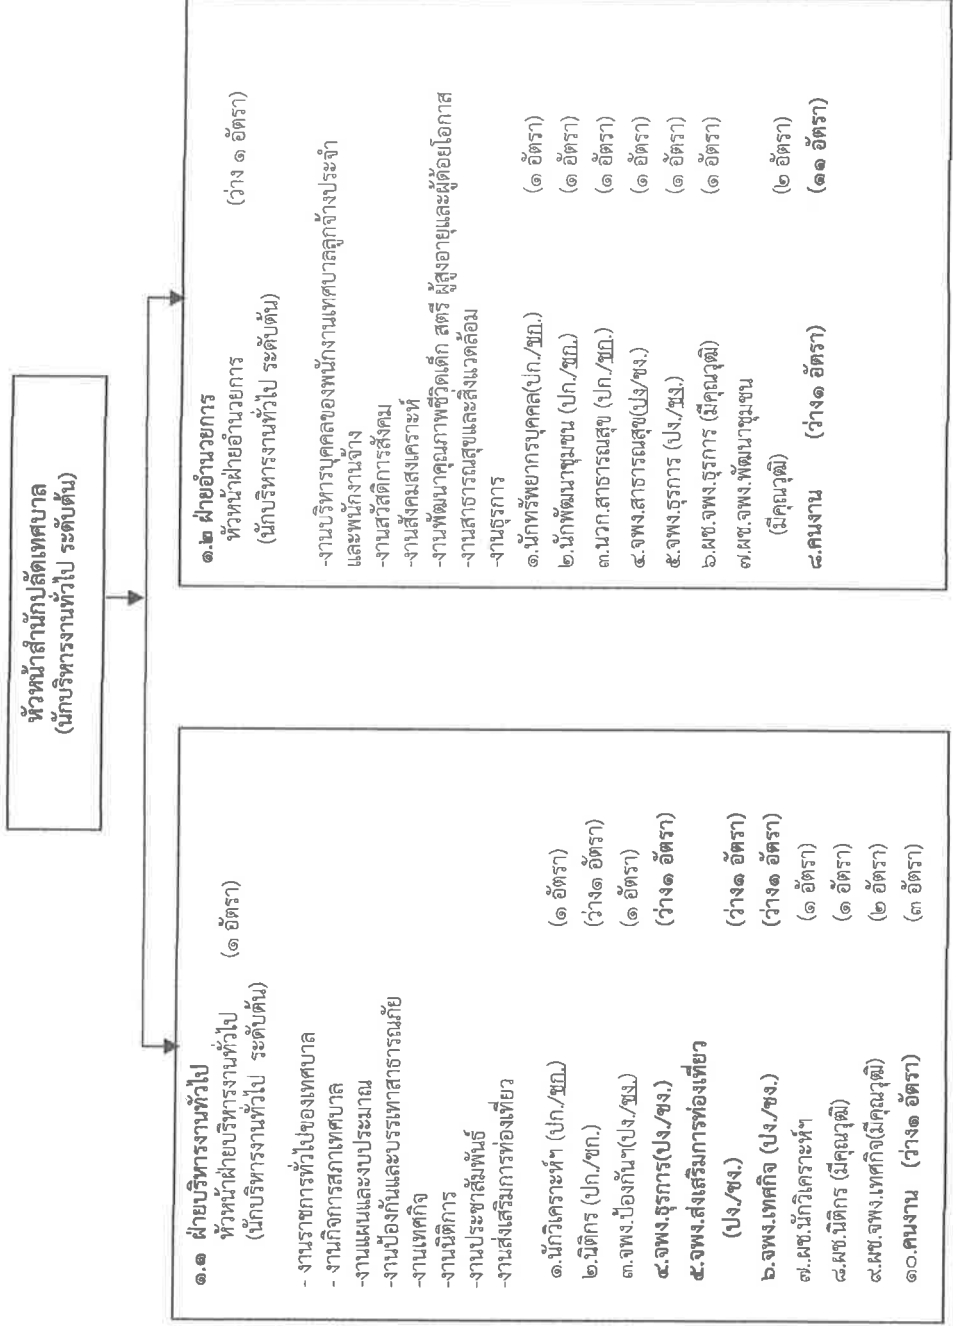 หัวหน้าสำนักปลัดเทศบาล
(นักบริหารงานทั่วไป ระดับต้น)
๑.๑ ฝ่ายบริหารงานทั่วไป
หัวหน้าฝ่ายบริหารงานทั่วไป (๑ อัตรา)
(นักบริหารงานทั่วไป ระดับต้น)
- งานราชการทั่วไปของเทศบาล
- งานกิจการสภาเทศบาล
-งานแผนและงบประมาณ
-งานป้องกันและบรรเทาสาธารณภัย
-งานเทศกิจ
-งานนิติการ
-งานประชาสัมพันธ์
-งานส่งเสริมการท่องเที่ยว
๑.นักวิเคราะห์ฯ (ปก./ชก.) (๑ อัตรา)
๒.นิติกร (ปก./ชก.) (ว่าง๑ อัตรา)
๓.จพง.ป้องกันฯ(ปง./ชง.) (๑ อัตรา)
๔.จพง.ธุรการ(ปง./ชง.) (ว่าง๑ อัตรา)
๕.จพง.ส่งเสริมการท่องเที่ยว
(ปง./ชง.) (ว่าง๑ อัตรา)
๖.จพง.เทศกิจ (ปง./ชง.) (ว่าง๑ อัตรา)
๗..ผช.นักวิเคราะห์ฯ (๑ อัตรา)
๘.ผช.นิติกร (มีคุณวุฒิ) (๑ อัตรา)
๙.ผช.จพง.เทศกิจ(มีคุณวุฒิ) (๒ อัตรา)
๑๐.คนงาน (ว่าง๑ อัตรา) (๓ อัตรา)
๑.๒ ฝ่ายอำนวยการ
หัวหน้าฝ่ายอำนวยการ (ว่าง ๑ อัตรา)
(นักบริหารงานทั่วไป ระดับต้น)
-งานบริหารบุคคลของพนักงานเทศบาลลูกจ้างประจำ
และพนักงานจ้าง
-งานสวัสดิการสังคม
-งานสังคมสงเคราะห์
-งานพัฒนาคุณภาพชีวิตเด็ก สตรี ผู้สูงอายุและผู้ด้อยโอกาส
-งานสาธารณสุขและสิ่งแวดล้อม
-งานธุรการ
๑.นักทรัพยากรบุคคล(ปก./ชก.) (๑ อัตรา)
๒.นักพัฒนาชุมชน (ปก./ชก.) (๑ อัตรา)
๓.นวก.สาธารณสุข (ปก./ชก.) (๑ อัตรา)
๔.จพง.สาธารณสุข(ปง/ชง.) (๑ อัตรา)
๕.จพง.ธุรการ (ปง./ชง.) (๑ อัตรา)
๖.ผช.จพง.ธุรการ (มีคุณวุฒิ) (๑ อัตรา)
๗.ผช.จพง.พัฒนาชุมชน
(มีคุณวุฒิ) (๒ อัตรา)
๘.คนงาน (ว่าง๑ อัตรา) (๑๑ อัตรา)